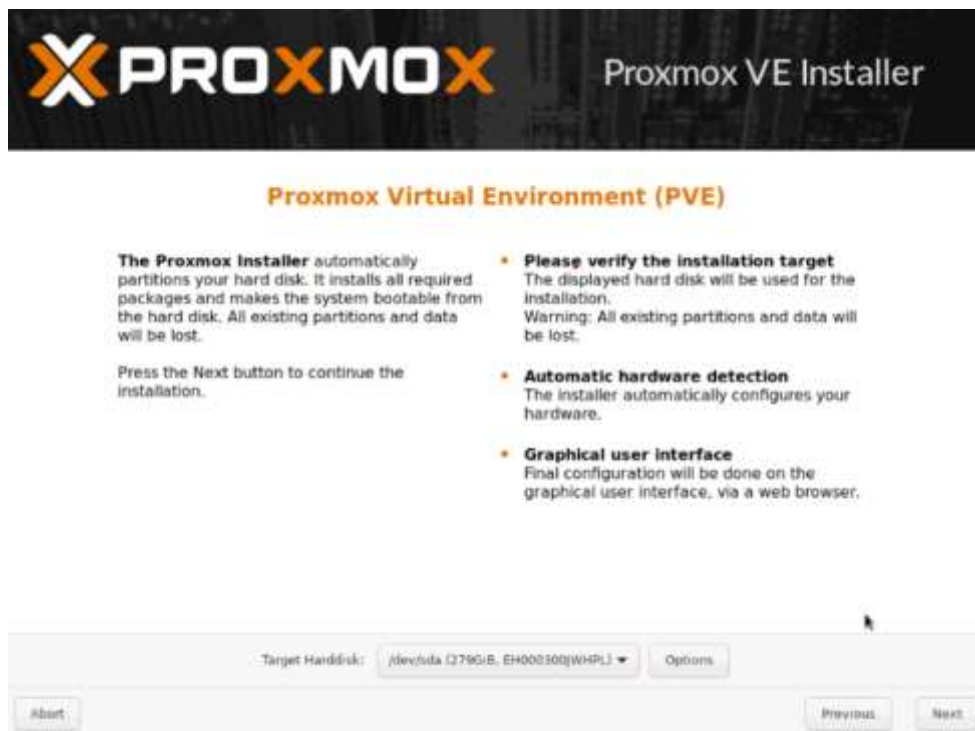 PROXMOX
Proxmox VE Installer
Proxmox Virtual Environment (PVE)
The Proxmox Installer automatically
partitions your hard disk. It installs all required
packages and makes the system bootable from
the hard disk. All existing partitions and data
will be lost.
Press the Next button to continue the
installation.
Please verify the installation target
The displayed hard disk will be used for the
installation.
Warning: All existing partitions and data will
be lost.
Automatic hardware detection
The installer automatically configures your
hardware.
Graphical user interface
Final configuration will be done on the
graphical user interface, via a web browser.
Target Harddisk: /dev/sda (279GiB, EH000300JWHPL) Options
Abort Previous Next